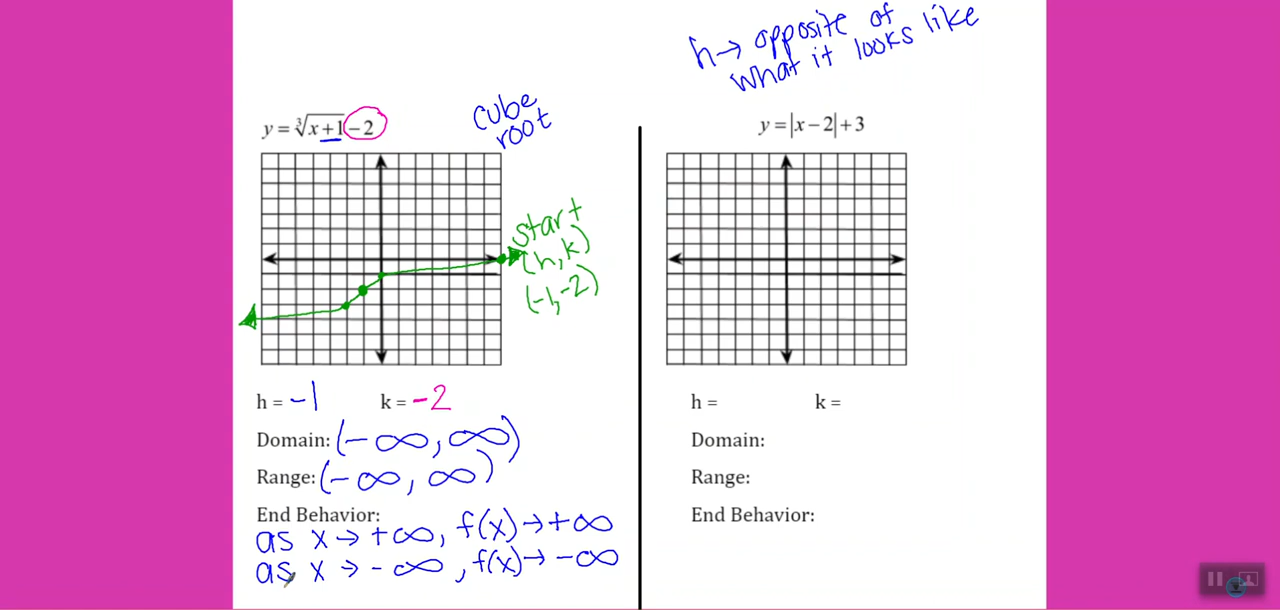 h → opposite of
what it looks like
cube
root
y = ∛x+1 −2
start
(h, k)
(-1, -2)
h = -1 k = -2
Domain: (-∞, ∞)
Range: (-∞, ∞)
End Behavior:
as x → +∞, f(x) → +∞
as x → -∞, f(x) → -∞
y = |x − 2| + 3
h = k =
Domain:
Range:
End Behavior: